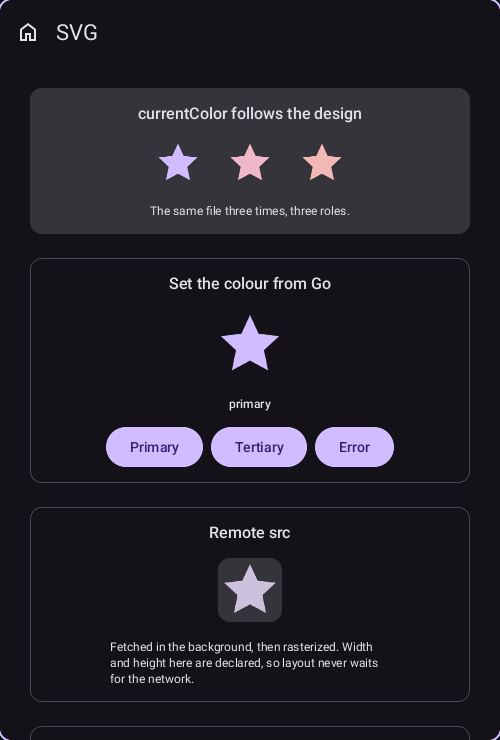 SVG
currentColor follows the design
The same file three times, three roles.
Set the colour from Go
primary
Primary
Tertiary
Error
Remote src
Fetched in the background, then rasterized. Width
and height here are declared, so layout never waits
for the network.